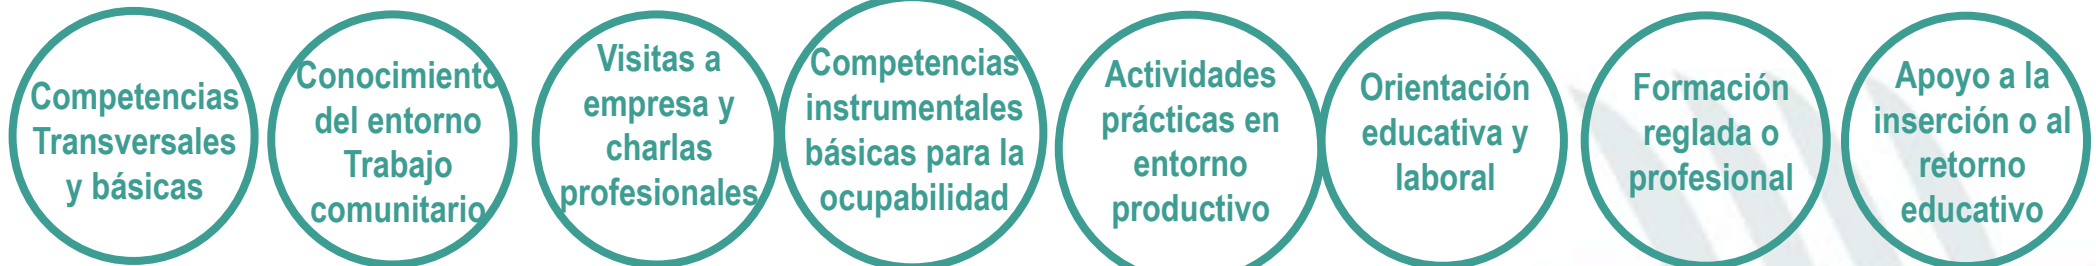 Competencias
Transversales
y básicas
Conocimiento
del entorno
Trabajo
comunitario
Visitas a
empresa y
charlas
profesionales
Competencias
instrumentales
básicas para la
ocupabilidad
Actividades
prácticas en
entorno
productivo
Orientación
educativa y
laboral
Formación
reglada o
profesional
Apoyo a la
inserción o al
retorno
educativo